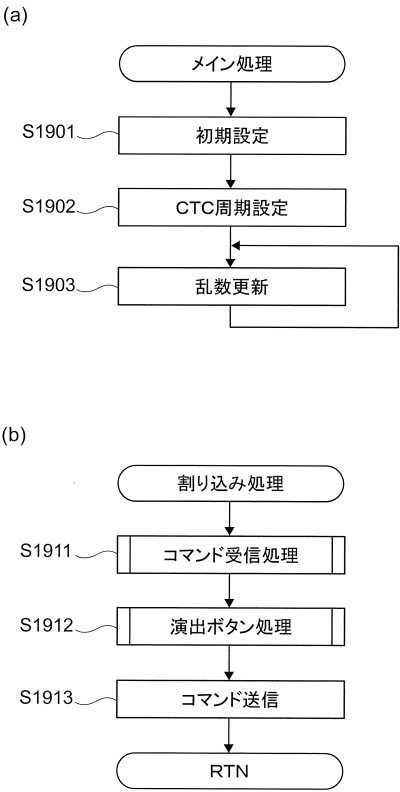 (a)
メイン処理
S1901
初期設定
S1902
CTC周期設定
S1903
乱数更新
(b)
割り込み処理
S1911
コマンド受信処理
S1912
演出ボタン処理
S1913
コマンド送信
RTN